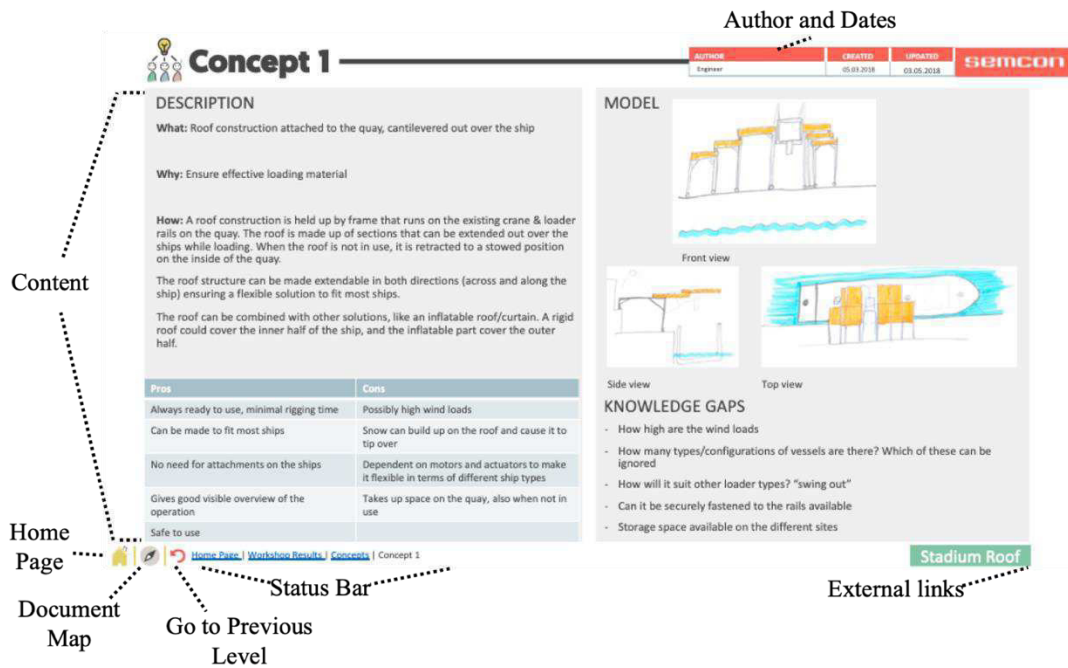 Author and Dates
Concept 1
AUTHOR CREATED UPDATED
Engineer 05.03.2018 03.05.2018
semcon
DESCRIPTION
What: Roof construction attached to the quay, cantilevered out over the ship
Why: Ensure effective loading material
How: A roof construction is held up by frame that runs on the existing crane & loader
rails on the quay. The roof is made up of sections that can be extended out over the
ships while loading. When the roof is not in use, it is retracted to a stowed position
on the inside of the quay.
The roof structure can be made extendable in both directions (across and along the
ship) ensuring a flexible solution to fit most ships.
The roof can be combined with other solutions, like an inflatable roof/curtain. A rigid
roof could cover the inner half of the ship, and the inflatable part cover the outer
half.
Pros Cons
Always ready to use, minimal rigging time Possibly high wind loads
Can be made to fit most ships Snow can build up on the roof and cause it to
tip over
No need for attachments on the ships Dependent on motors and actuators to make
it flexible in terms of different ship types
Gives good visible overview of the Takes up space on the quay, also when not in
operation use
Safe to use
MODEL
Front view
Side view Top view
KNOWLEDGE GAPS
- How high are the wind loads
- How many types/configurations of vessels are there? Which of these can be
ignored
- How will it suit other loader types? “swing out”
- Can it be securely fastened to the rails available
- Storage space available on the different sites
Content
Home
Page
Home Page | Workshop Results | Concepts | Concept 1
Stadium Roof
Status Bar
External links
Document
Map
Go to Previous
Level